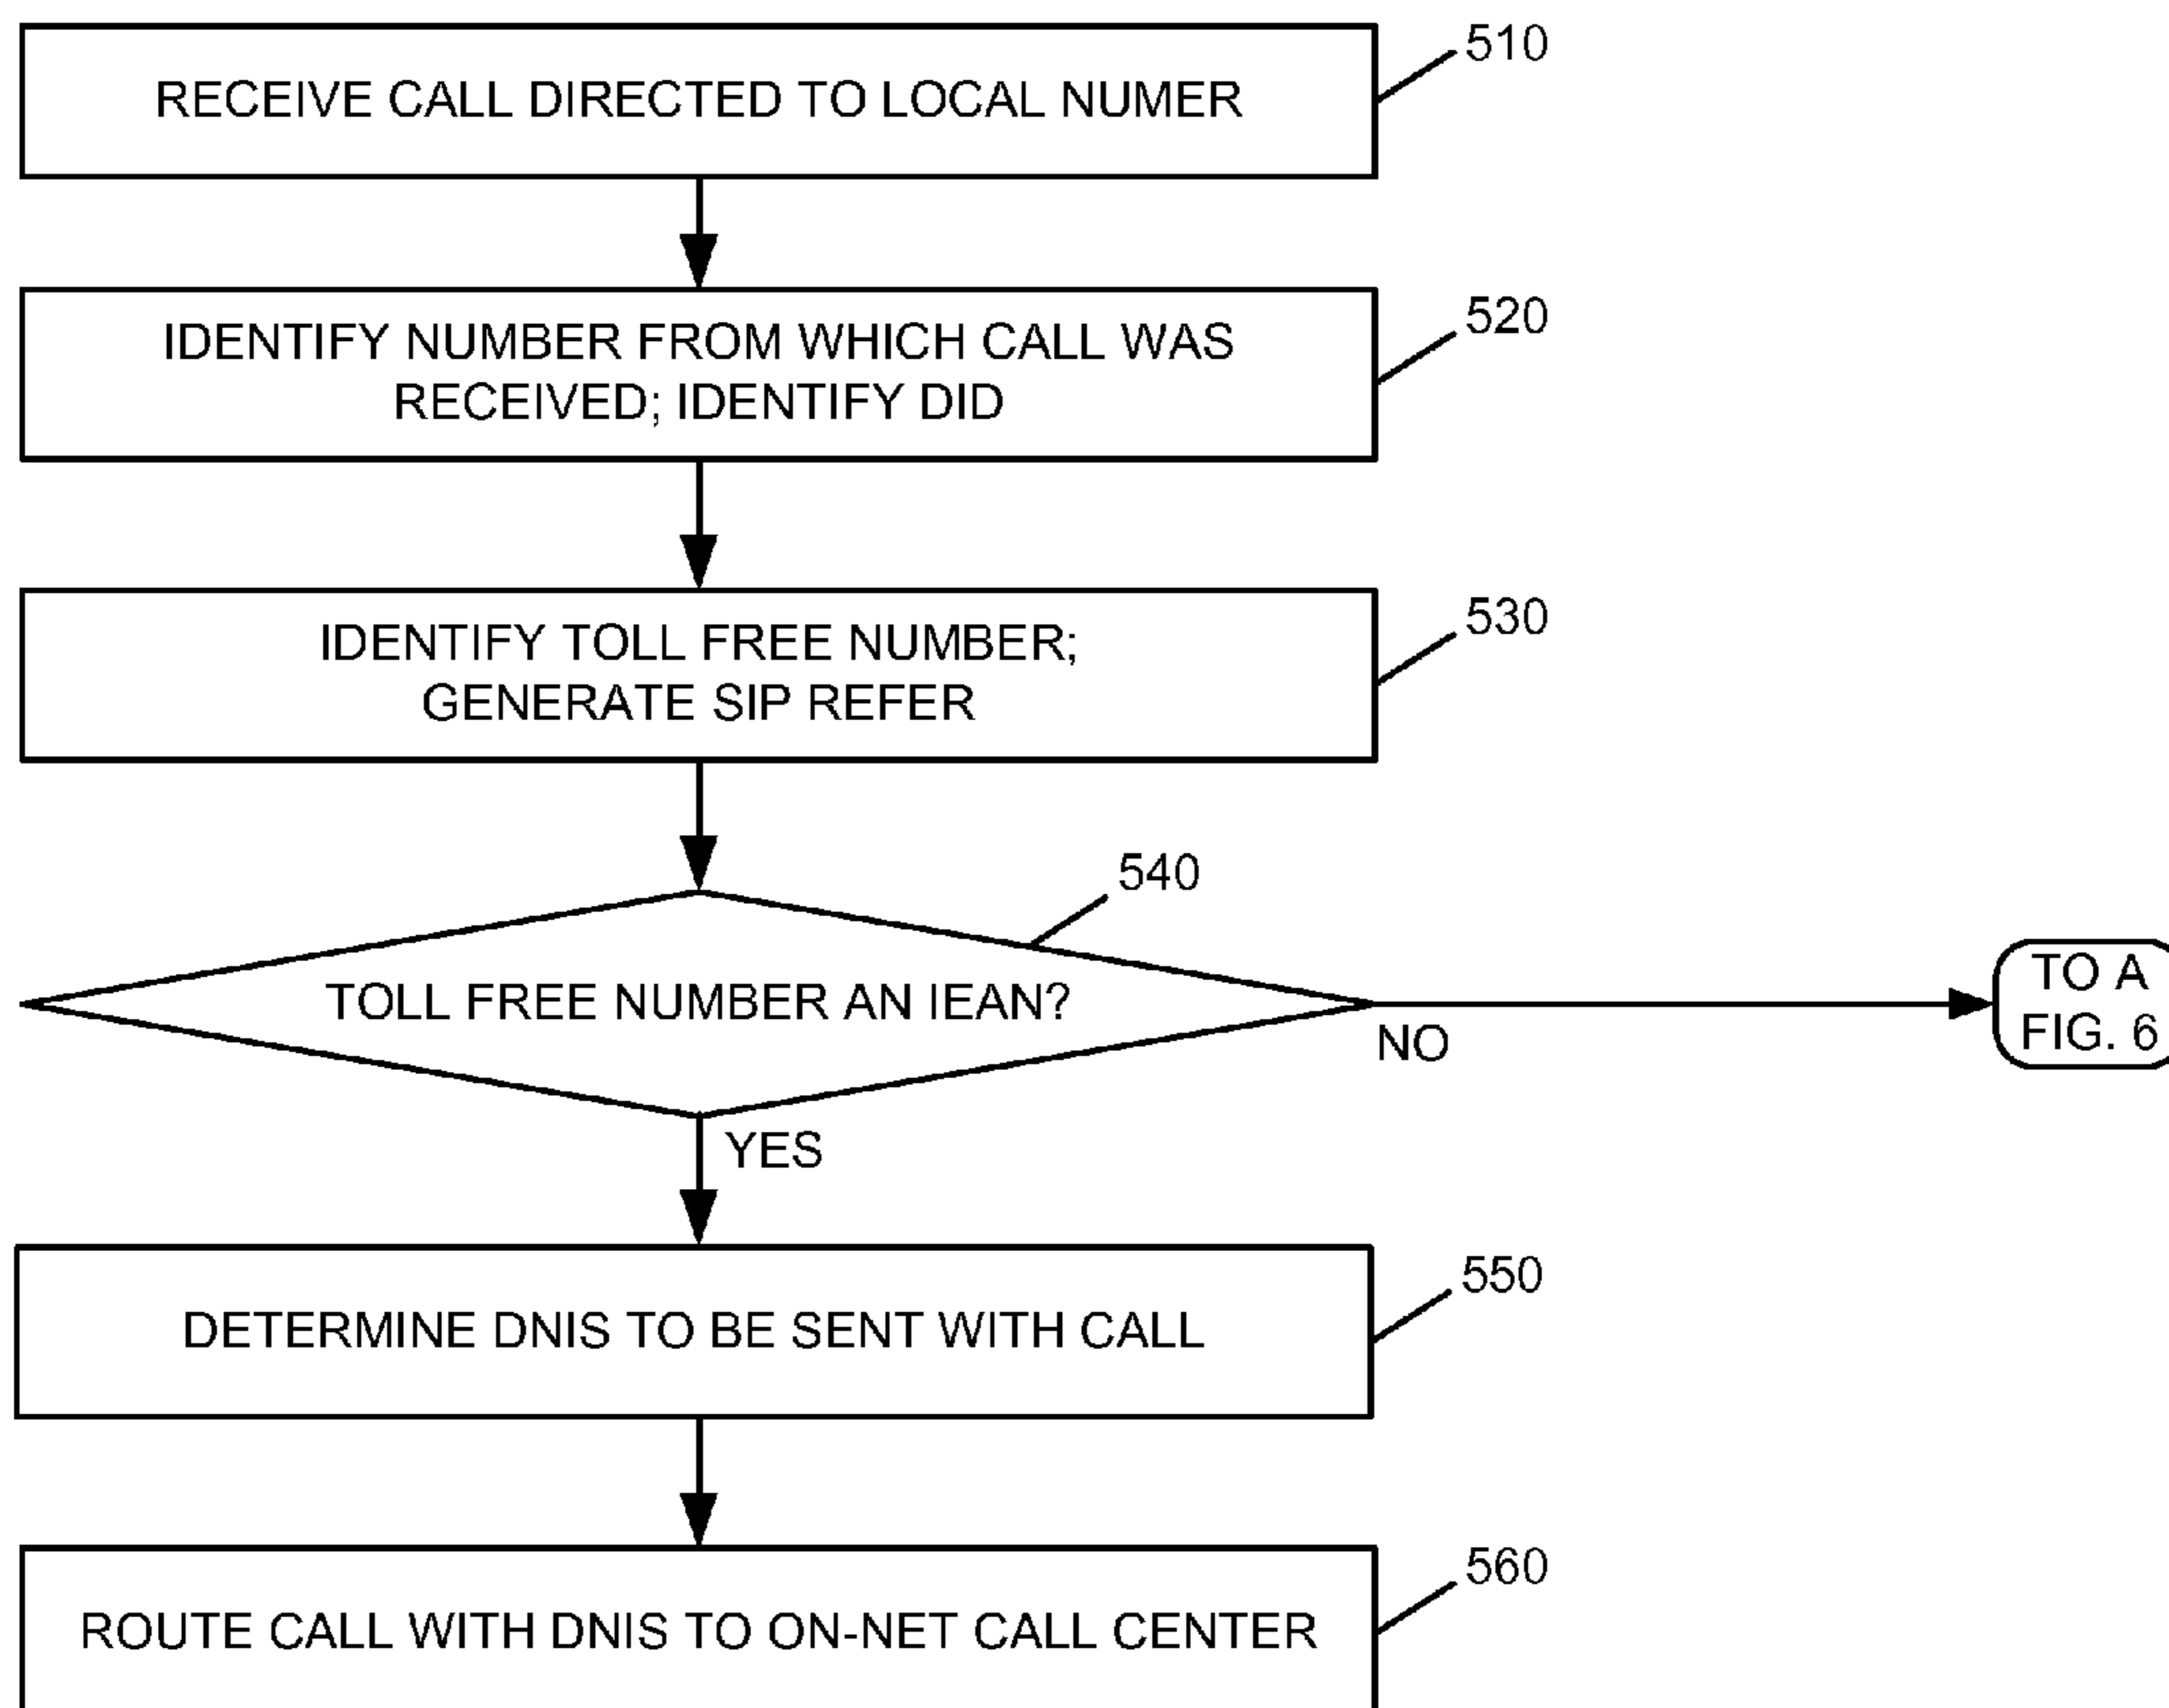 RECEIVE CALL DIRECTED TO LOCAL NUMER
510
IDENTIFY NUMBER FROM WHICH CALL WAS
RECEIVED; IDENTIFY DID
520
IDENTIFY TOLL FREE NUMBER;
GENERATE SIP REFER
530
540
TOLL FREE NUMBER AN IEAN?
NO
TO A
FIG. 6
YES
DETERMINE DNIS TO BE SENT WITH CALL
550
ROUTE CALL WITH DNIS TO ON-NET CALL CENTER
560